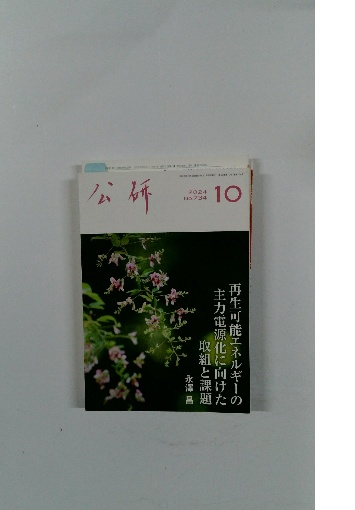 公研
2024
no.734
10
再生可能エネルギーの
主力電源化に向けた
取組と課題
永澤 昌